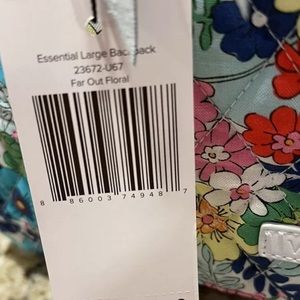 Essential Large Backpack
23672-U67
Far Out Floral
8 86003 74948 7